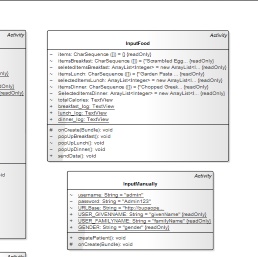 Activity
InputFood
Activity
~ items: CharSequence ([]) = {} {readOnly}
~ itemsBreakfast: CharSequence ([]) = {"Scrambled Egg... {readOnly}
~ selectedItemsBreakfast: ArrayList<Integer> = new ArrayList<I... {readOnly}
~ itemsLunch: CharSequence ([]) = {"Garden Pasta ... {readOnly}
~ selectedItemsLunch: ArrayList<Integer> = new ArrayList<I... {readOnly}
~ itemsDinner: CharSequence ([]) = {"Chopped Greek... {readOnly}
~ SelectedItemsDinner: ArrayList<Integer> = new ArrayList<I... {readOnly}
~ totalCalories: TextView
+ breakfast_log: TextView
+ lunch_log: TextView
+ dinner_log: TextView
# onCreate(Bundle): void
~ popUpBreakfast(): void
~ popUpLunch(): void
~ popUpDinner(): void
~ sendData(): void
Activity
InputManually
~ username: String = "admin"
~ password: String = "Admin123"
~ URLBase: String =
+ USER_GIVENNAME: String = "givenName" {readOnly}
+ USER_FAMILYNAME: String = "familyName" {readOnly}
+ GENDER: String = "gender" {readOnly}
+ createPatient(): void
# onCreate(Bundle): void
Activity